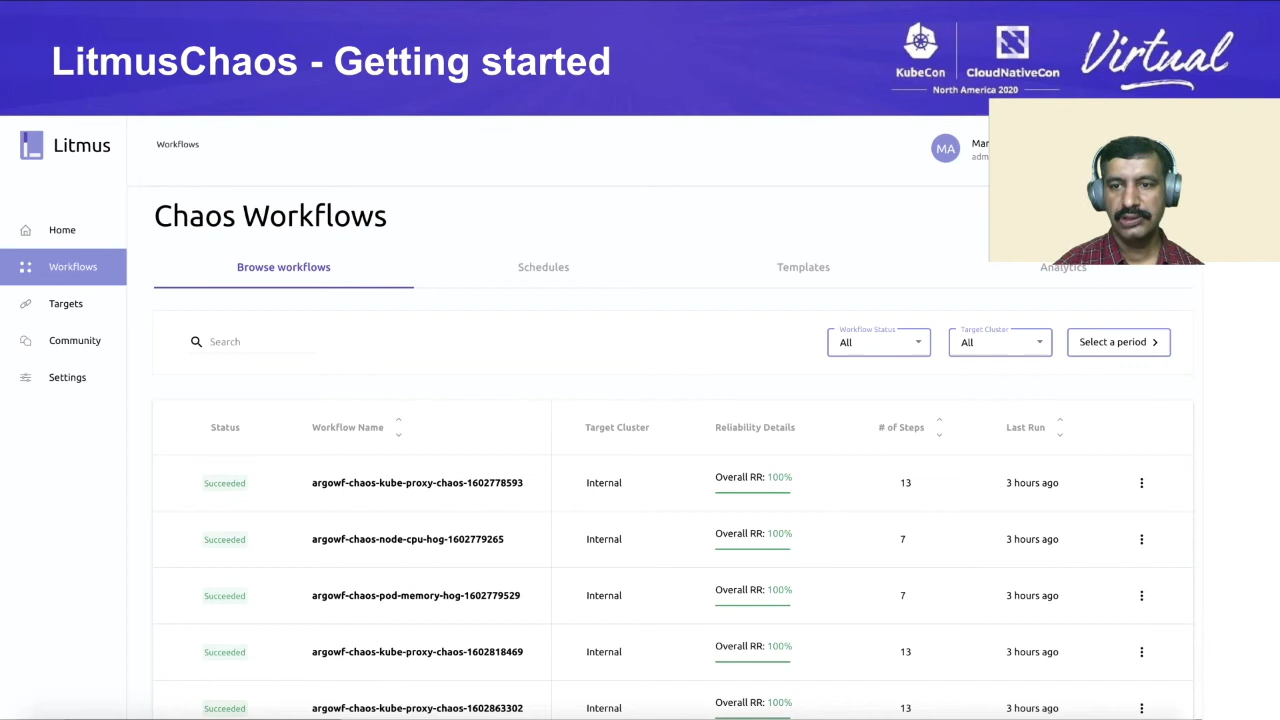 LitmusChaos - Getting started
KubeCon
CloudNativeCon
North America 2020
Virtual
Litmus
Workflows
MA
Mar
adm
Home
Workflows
Targets
Community
Settings
Chaos Workflows
Browse workflows
Schedules
Templates
Analytics
Search
Workflow Status
All
Target Cluster
All
Select a period
Status
Workflow Name
Target Cluster
Reliability Details
# of Steps
Last Run
Succeeded
argowf-chaos-kube-proxy-chaos-1602778593
Internal
Overall RR: 100%
13
3 hours ago
Succeeded
argowf-chaos-node-cpu-hog-1602779265
Internal
Overall RR: 100%
7
3 hours ago
Succeeded
argowf-chaos-pod-memory-hog-1602779529
Internal
Overall RR: 100%
7
3 hours ago
Succeeded
argowf-chaos-kube-proxy-chaos-1602818469
Internal
Overall RR: 100%
13
3 hours ago
Succeeded
argowf-chaos-kube-proxy-chaos-1602863302
Internal
Overall RR: 100%
13
3 hours ago